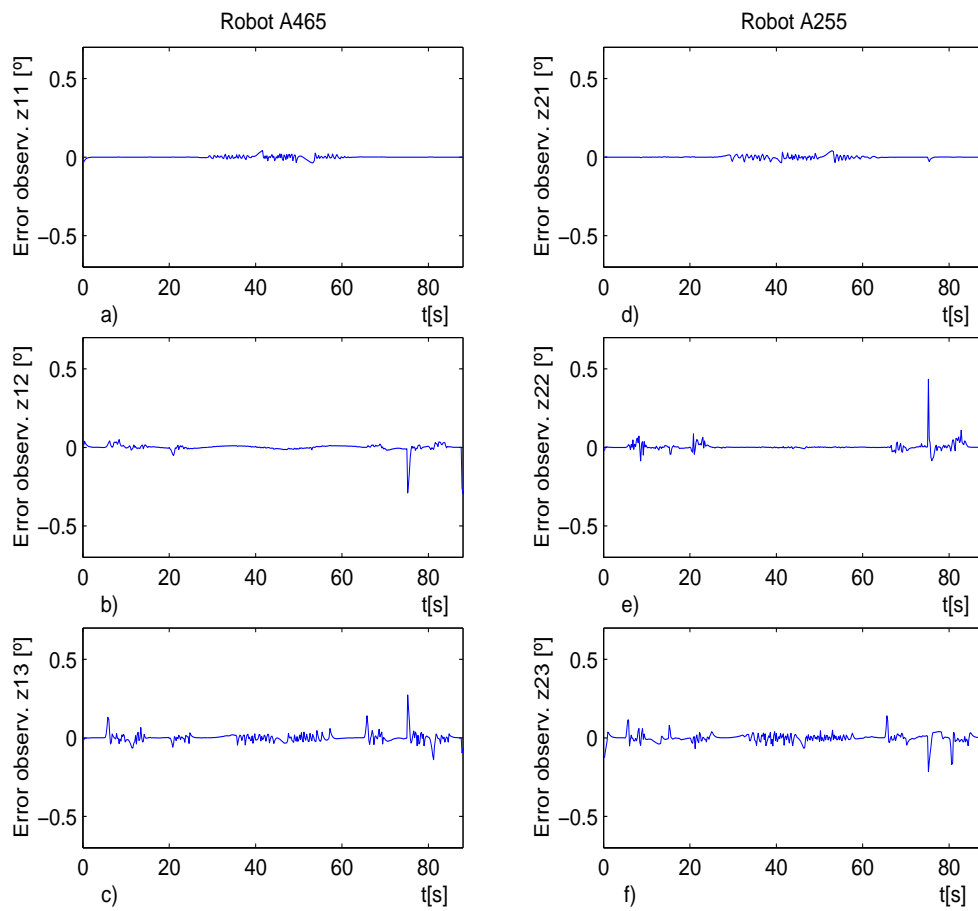 Robot A465
Robot A255
Error observ. z11 [º]
0.5
0
−0.5
0 20 40 60 80
a) t[s]
Error observ. z21 [º]
0.5
0
−0.5
0 20 40 60 80
d) t[s]
Error observ. z12 [º]
0.5
0
−0.5
0 20 40 60 80
b) t[s]
Error observ. z22 [º]
0.5
0
−0.5
0 20 40 60 80
e) t[s]
Error observ. z13 [º]
0.5
0
−0.5
0 20 40 60 80
c) t[s]
Error observ. z23 [º]
0.5
0
−0.5
0 20 40 60 80
f) t[s]